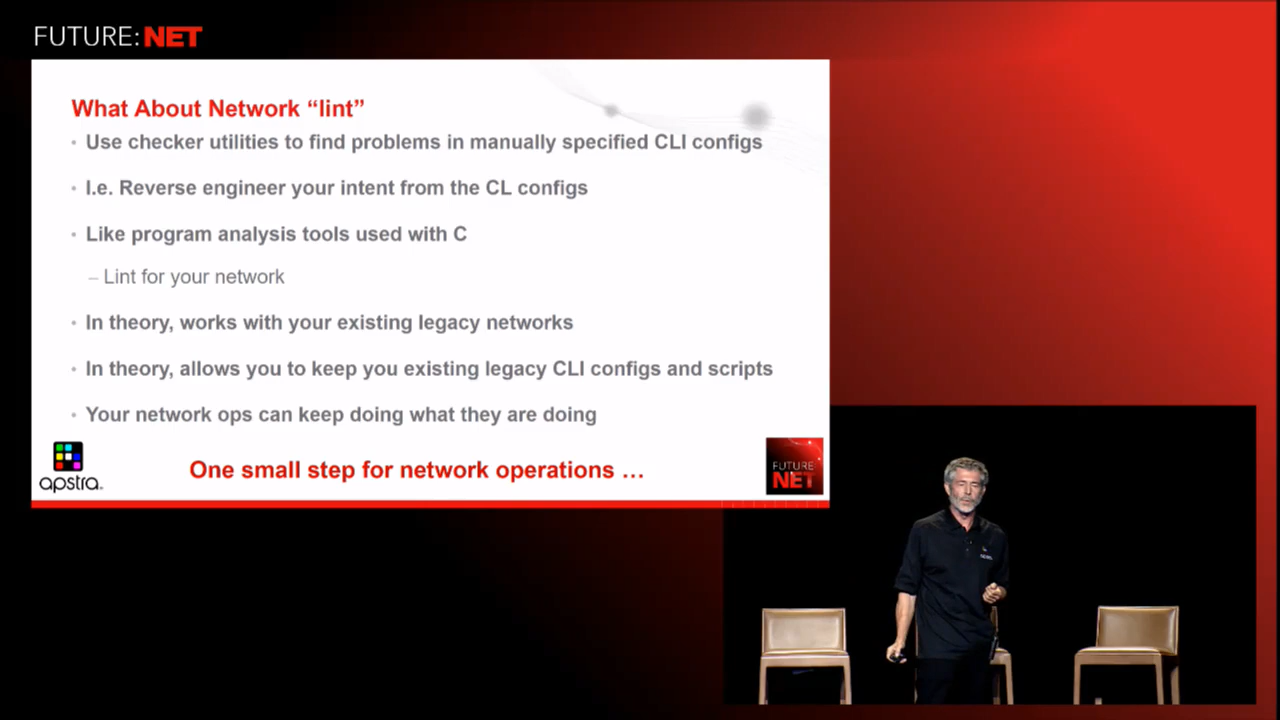 FUTURE:NET
What About Network “lint”
· Use checker utilities to find problems in manually specified CLI configs
· I.e. Reverse engineer your intent from the CL configs
· Like program analysis tools used with C
– Lint for your network
· In theory, works with your existing legacy networks
· In theory, allows you to keep you existing legacy CLI configs and scripts
· Your network ops can keep doing what they are doing
One small step for network operations …
apstra.
FUTURE:
NET